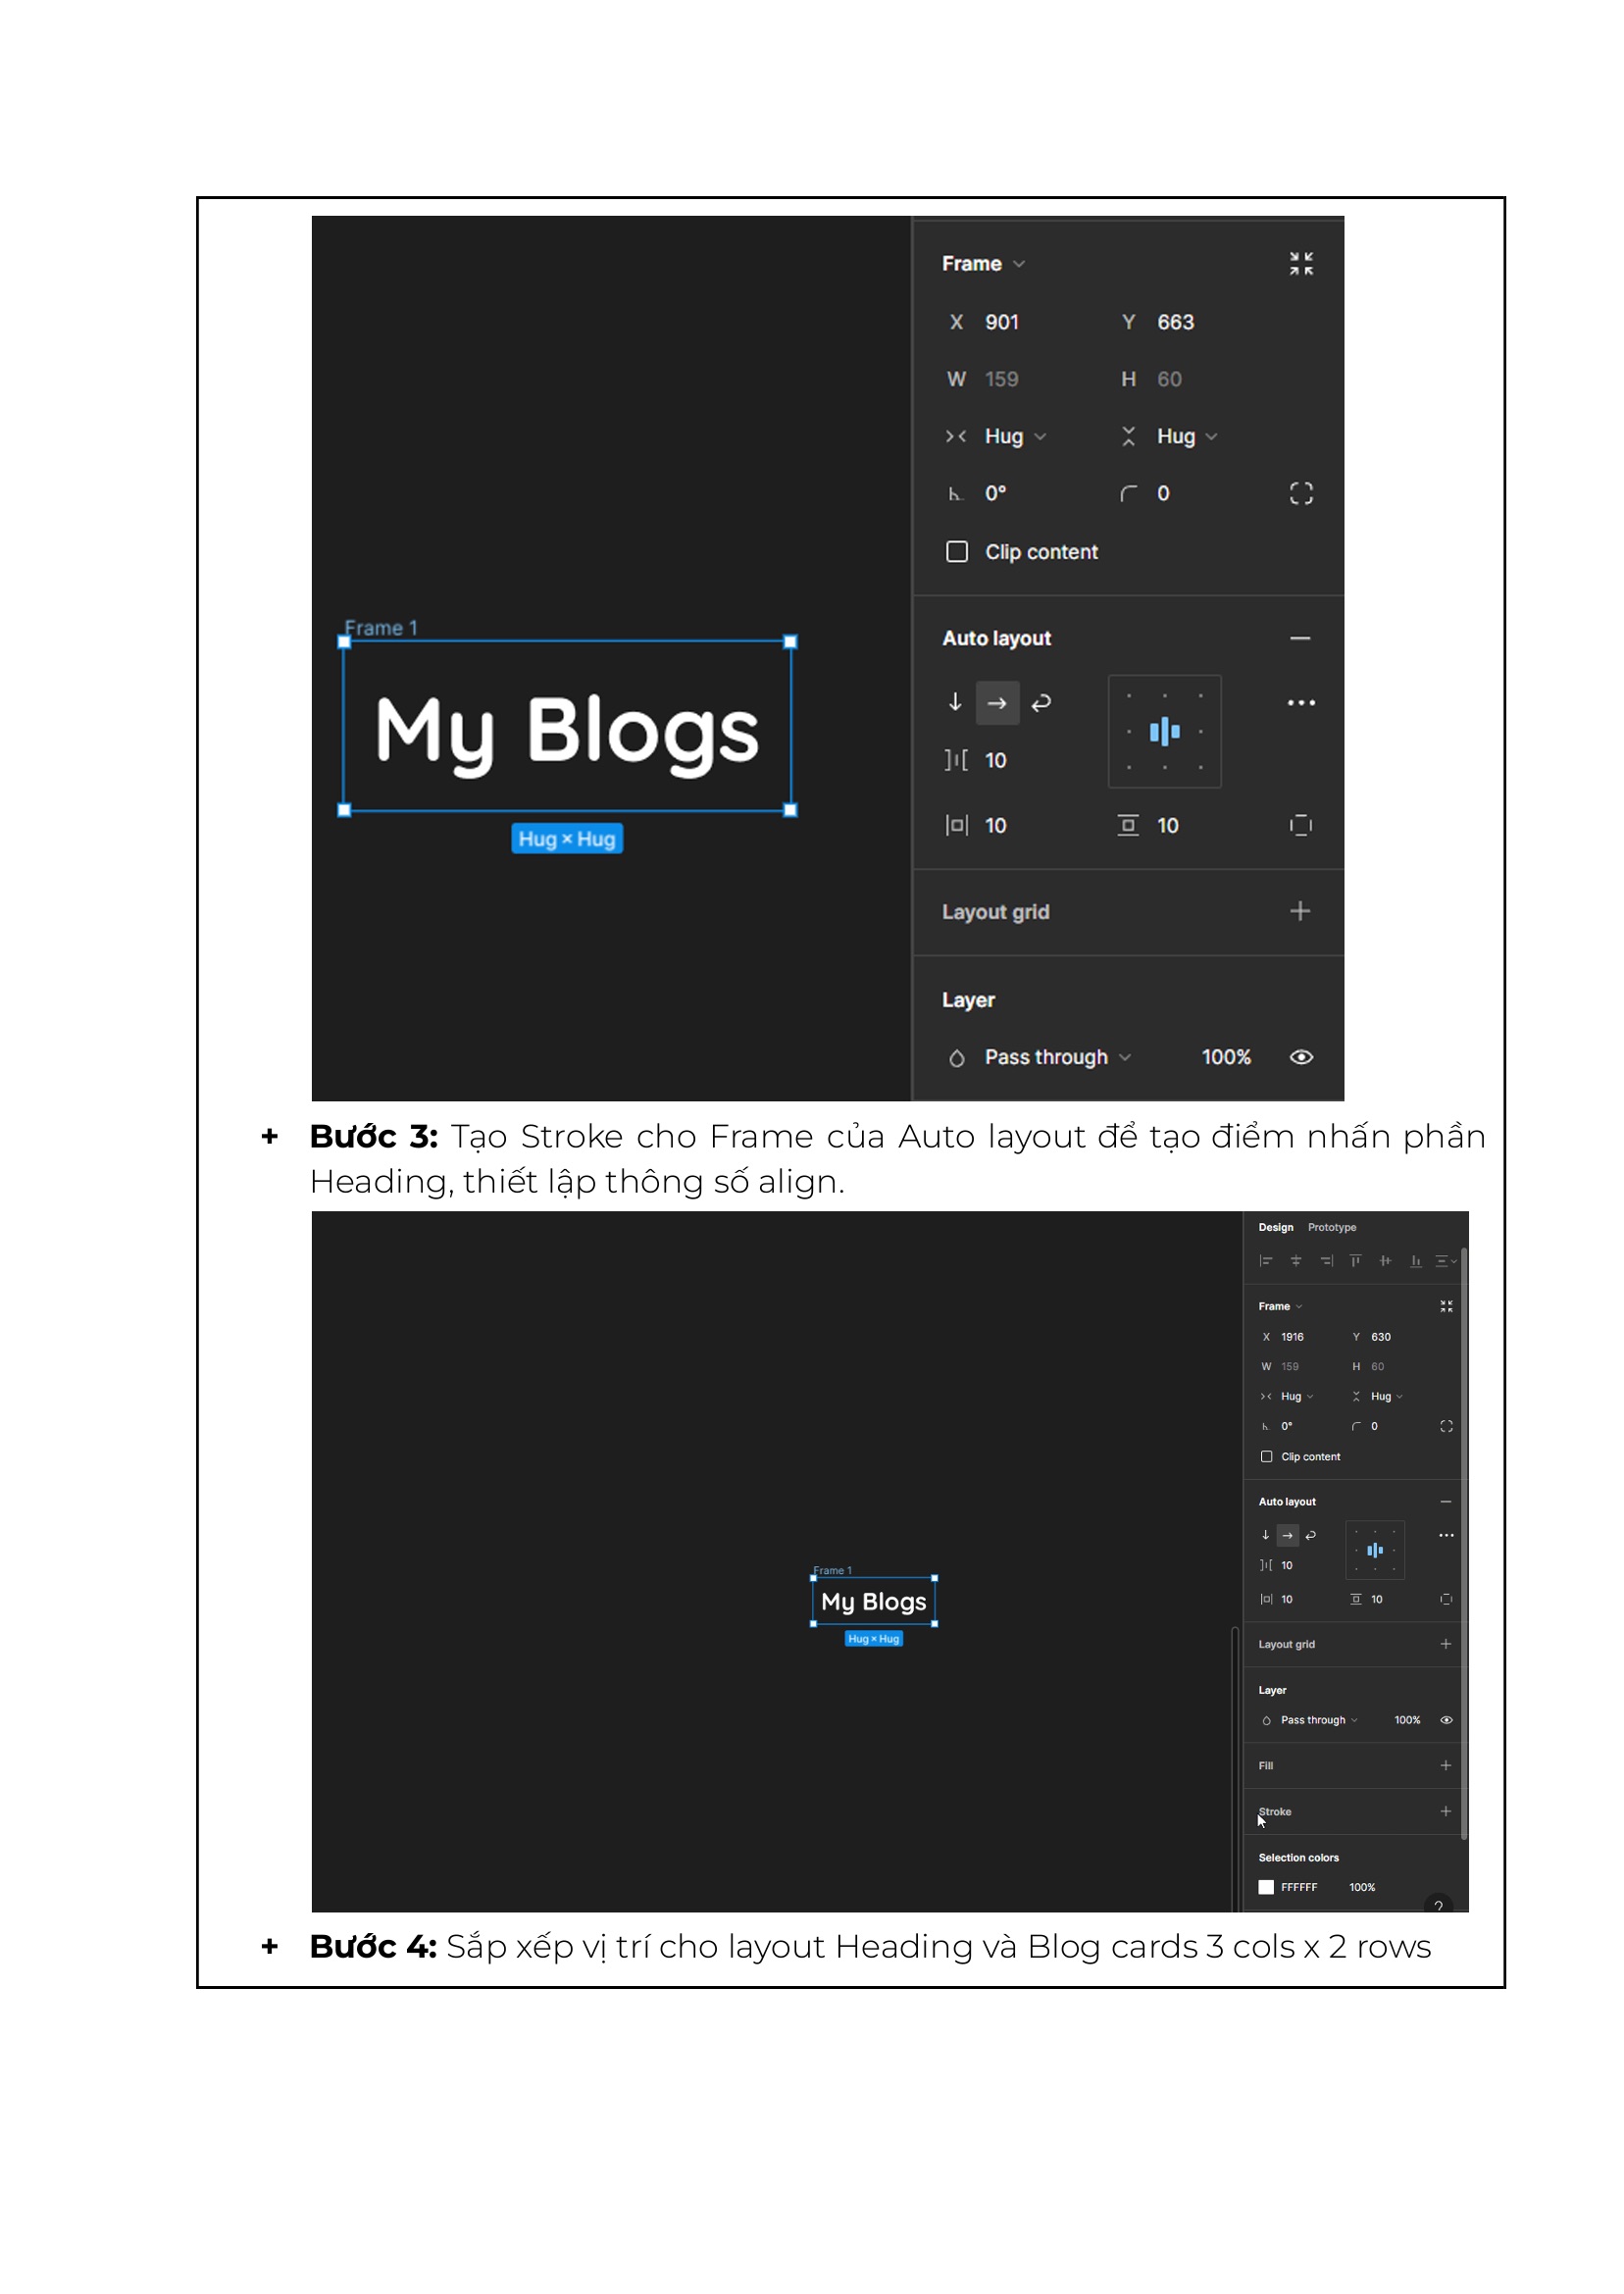 Frame
X 901 Y 663
W 159 H 60
Hug Hug
0° 0
Clip content
Frame 1
My Blogs
Hug × Hug
Auto layout
10
10 10
Layout grid
Layer
Pass through 100%
+ Bước 3: Tạo Stroke cho Frame của Auto layout để tạo điểm nhấn phần
Heading, thiết lập thông số align.
Design Prototype
Frame
X 1916 Y 630
W 159 H 60
Hug Hug
0° 0
Clip content
Auto layout
10
10 10
Frame 1
My Blogs
Hug × Hug
Layout grid
Layer
Pass through 100%
Fill
Stroke
Selection colors
FFFFFF 100%
?
+ Bước 4: Sắp xếp vị trí cho layout Heading và Blog cards 3 cols x 2 rows